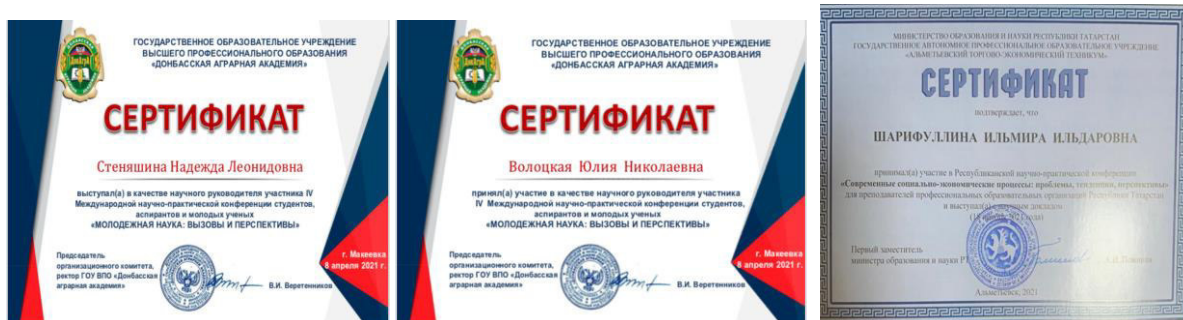 ГОСУДАРСТВЕННОЕ ОБРАЗОВАТЕЛЬНОЕ УЧРЕЖДЕНИЕ
ВЫСШЕГО ПРОФЕССИОНАЛЬНОГО ОБРАЗОВАНИЯ
«ДОНБАССКАЯ АГРАРНАЯ АКАДЕМИЯ»
СЕРТИФИКАТ
Стеняшина Надежда Леонидовна
выступал(а) в качестве научного руководителя участника IV
Международной научно-практической конференции студентов,
аспирантов и молодых ученых
«МОЛОДЕЖНАЯ НАУКА: ВЫЗОВЫ И ПЕРСПЕКТИВЫ»
Председатель
организационного комитета,
ректор ГОУ ВПО «Донбасская
аграрная академия»
В.И. Веретенников
г. Макеевка
8 апреля 2021 г.
ГОСУДАРСТВЕННОЕ ОБРАЗОВАТЕЛЬНОЕ УЧРЕЖДЕНИЕ
ВЫСШЕГО ПРОФЕССИОНАЛЬНОГО ОБРАЗОВАНИЯ
«ДОНБАССКАЯ АГРАРНАЯ АКАДЕМИЯ»
СЕРТИФИКАТ
Волоцкая Юлия Николаевна
принял(а) участие в качестве научного руководителя участника
IV Международной научно-практической конференции студентов,
аспирантов и молодых ученых
«МОЛОДЕЖНАЯ НАУКА: ВЫЗОВЫ И ПЕРСПЕКТИВЫ»
Председатель
организационного комитета,
ректор ГОУ ВПО «Донбасская
аграрная академия»
В.И. Веретенников
г. Макеевка
8 апреля 2021 г.
МИНИСТЕРСТВО ОБРАЗОВАНИЯ И НАУКИ РЕСПУБЛИКИ ТАТАРСТАН
ГОСУДАРСТВЕННОЕ АВТОНОМНОЕ ПРОФЕССИОНАЛЬНОЕ ОБРАЗОВАТЕЛЬНОЕ УЧРЕЖДЕНИЕ
«АЛЬМЕТЬЕВСКИЙ ТОРГОВО-ЭКОНОМИЧЕСКИЙ ТЕХНИКУМ»
СЕРТИФИКАТ
подтверждает, что
ШАРИФУЛЛИНА ИЛЬМИРА ИЛЬДАРОВНА
принимал(а) участие в Республиканской научно-практической конференции
«Современные социально-экономические процессы: проблемы, тенденции, перспективы»
для преподавателей профессиональных образовательных организаций Республики Татарстан
и выступал(а) с научным докладом
Первый заместитель
министра образования и науки РТ
Альметьевск, 2021